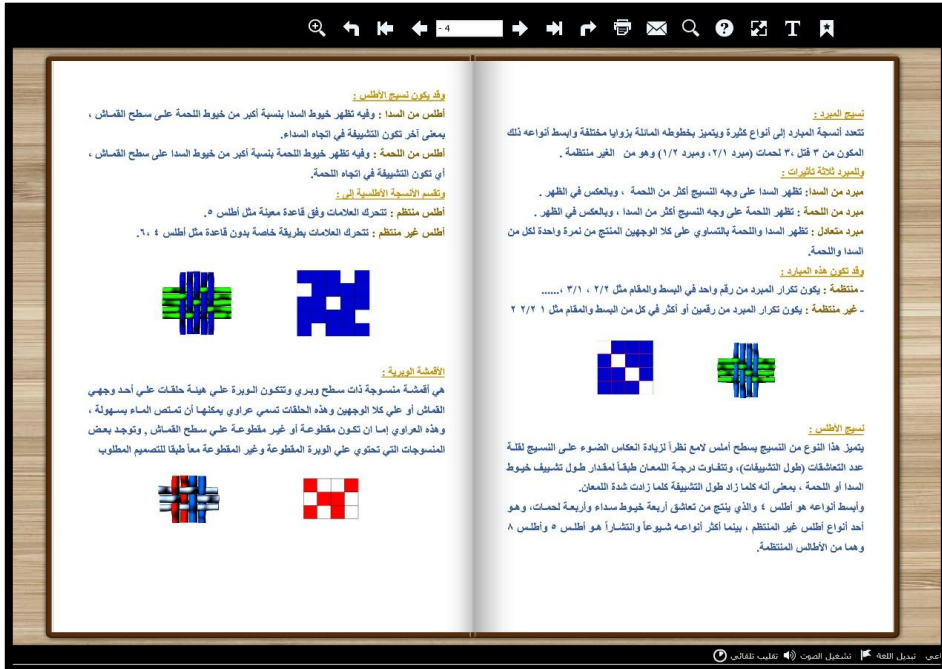 - 4
نسيج المبرد :
تتعدد أنسجة المبارد إلى أنواع كثيرة ويتميز بخطوطه المائلة بزوايا مختلفة وابسط أنواعه ذلك
المكون من ٣ فتل ،٣ لحمات (مبرد ٢/١، ومبرد ١/٢) وهو من الغير منتظمة .
وللمبرد ثلاثة تأثيرات :
مبرد من السدا: تظهر السدا على وجه النسيج أكثر من اللحمة ، وبالعكس في الظهر .
مبرد من اللحمة : تظهر اللحمة على وجه النسيج أكثر من السدا ، وبالعكس في الظهر .
مبرد متعادل : تظهر السدا واللحمة بالتساوي على كلا الوجهين المنتج من نمرة واحدة لكل من
السدا واللحمة.
وقد تكون هذه المبارد :
- منتظمة : يكون تكرار المبرد من رقم واحد في البسط والمقام مثل ٢/٢ ، ٣/١ ،......
- غير منتظمة : يكون تكرار المبرد من رقمين أو أكثر في كل من البسط والمقام مثل ١ ٢/٢ ٢
نسيج الأطلس :
يتميز هذا النوع من النسيج بسطح أملس لامع نظراً لزيادة انعكاس الضوء على النسيج لقلة
عدد التعاشقات (طول التشييفات)، وتتفاوت درجة اللمعان طبقاً لمقدار طول تشييف خيوط
السدا أو اللحمة ، بمعنى أنه كلما زاد طول التشييفة كلما زادت شدة اللمعان.
وأبسط أنواعه هو أطلس ٤ والذي ينتج من تعاشق أربعة خيوط سداء وأربعة لحمات، وهو
أحد أنواع أطلس غير المنتظم ، بينما أكثر أنواعه شيوعاً وانتشاراً هو أطلس ٥ وأطلس ٨
وهما من الأطالس المنتظمة.
وقد يكون نسيج الأطلس :
أطلس من السدا : وفيه تظهر خيوط السدا بنسبة أكبر من خيوط اللحمة على سطح القماش ،
بمعنى آخر تكون التشييفة في اتجاه السداء.
أطلس من اللحمة : وفيه تظهر خيوط اللحمة بنسبة أكبر من خيوط السدا على سطح القماش ،
أي تكون التشييفة في اتجاه اللحمة.
وتقسم الأنسجة الأطلسية إلى :
أطلس منتظم : تتحرك العلامات وفق قاعدة معينة مثل أطلس ٥.
أطلس غير منتظم : تتحرك العلامات بطريقة خاصة بدون قاعدة مثل أطلس ٤ ،٦.
الأقمشة الوبرية :
هي أقمشة منسوجة ذات سطح وبري وتتكون الوبرة علي هيئة حلقات علي أحد وجهي
القماش أو علي كلا الوجهين وهذه الحلقات تسمي عراوي يمكنها أن تمتص الماء بسهولة ،
وهذه العراوي إما ان تكون مقطوعة أو غير مقطوعة علي سطح القماش , وتوجد بعض
المنسوجات التي تحتوي علي الوبرة المقطوعة وغير المقطوعة معاً طبقا للتصميم المطلوب
تبديل اللغة تشغيل الصوت تقليب تلقائي